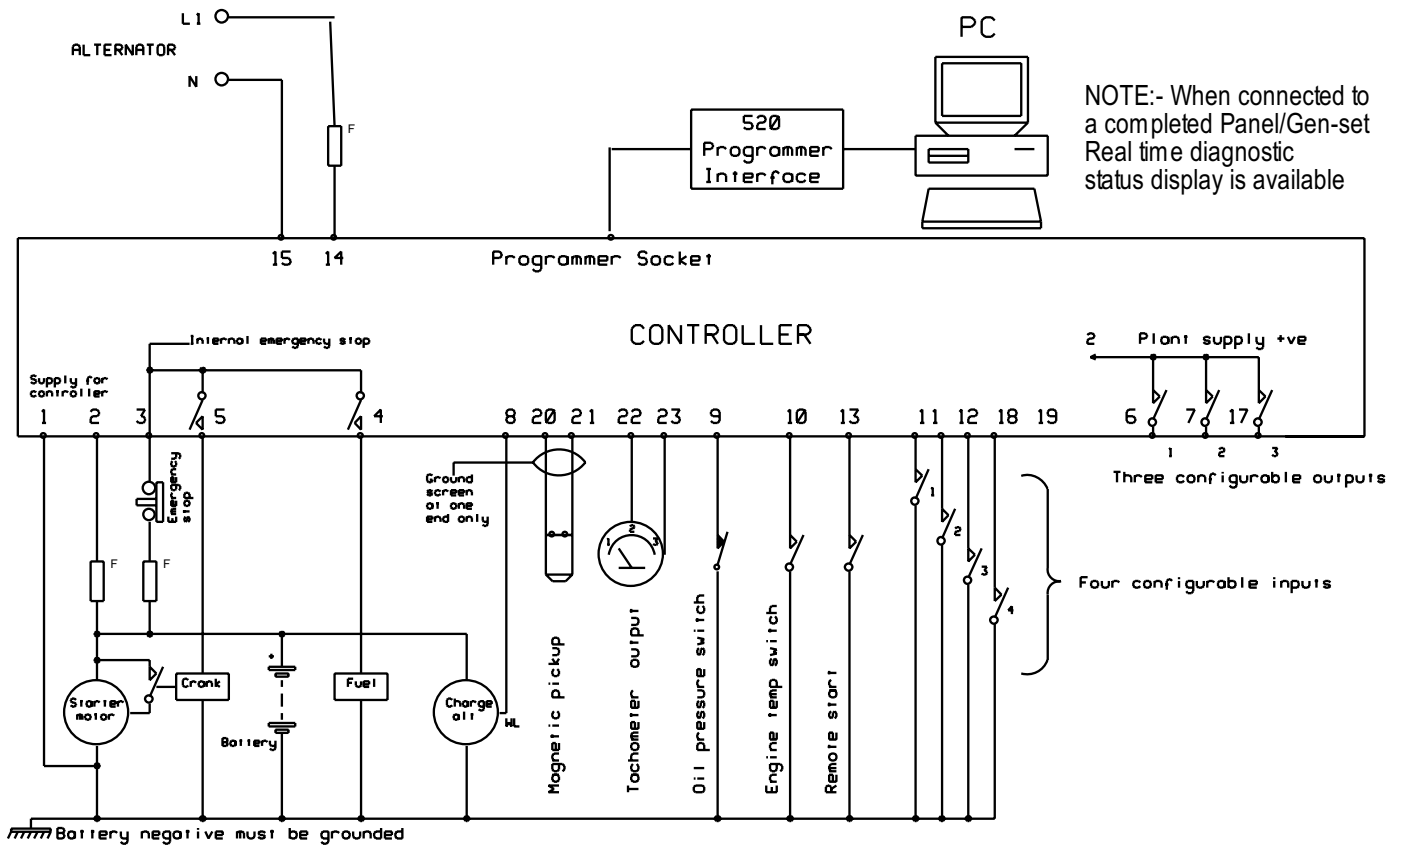 L1
PC
ALTERNATOR
N
NOTE:- When connected to
a completed Panel/Gen-set
Real time diagnostic
status display is available
520
Programmer
Interface
F
15
14
Programmer Socket
CONTROLLER
Internal emergency stop
2
Plant supply +ve
Supply for
controller
1
2
3
5
4
8
20
21
22
23
9
10
13
11
12
18
19
6
7
17
1
2
3
Three configurable outputs
Emergency
stop
Ground
screen
at one
end only
F
F
1
2
3
1
2
3
4
Four configurable inputs
+
Starter
motor
Crank
Battery
Fuel
Charge
alt
WL
Magnetic pickup
Tachometer output
Oil pressure switch
Engine temp switch
Remote start
Battery negative must be grounded